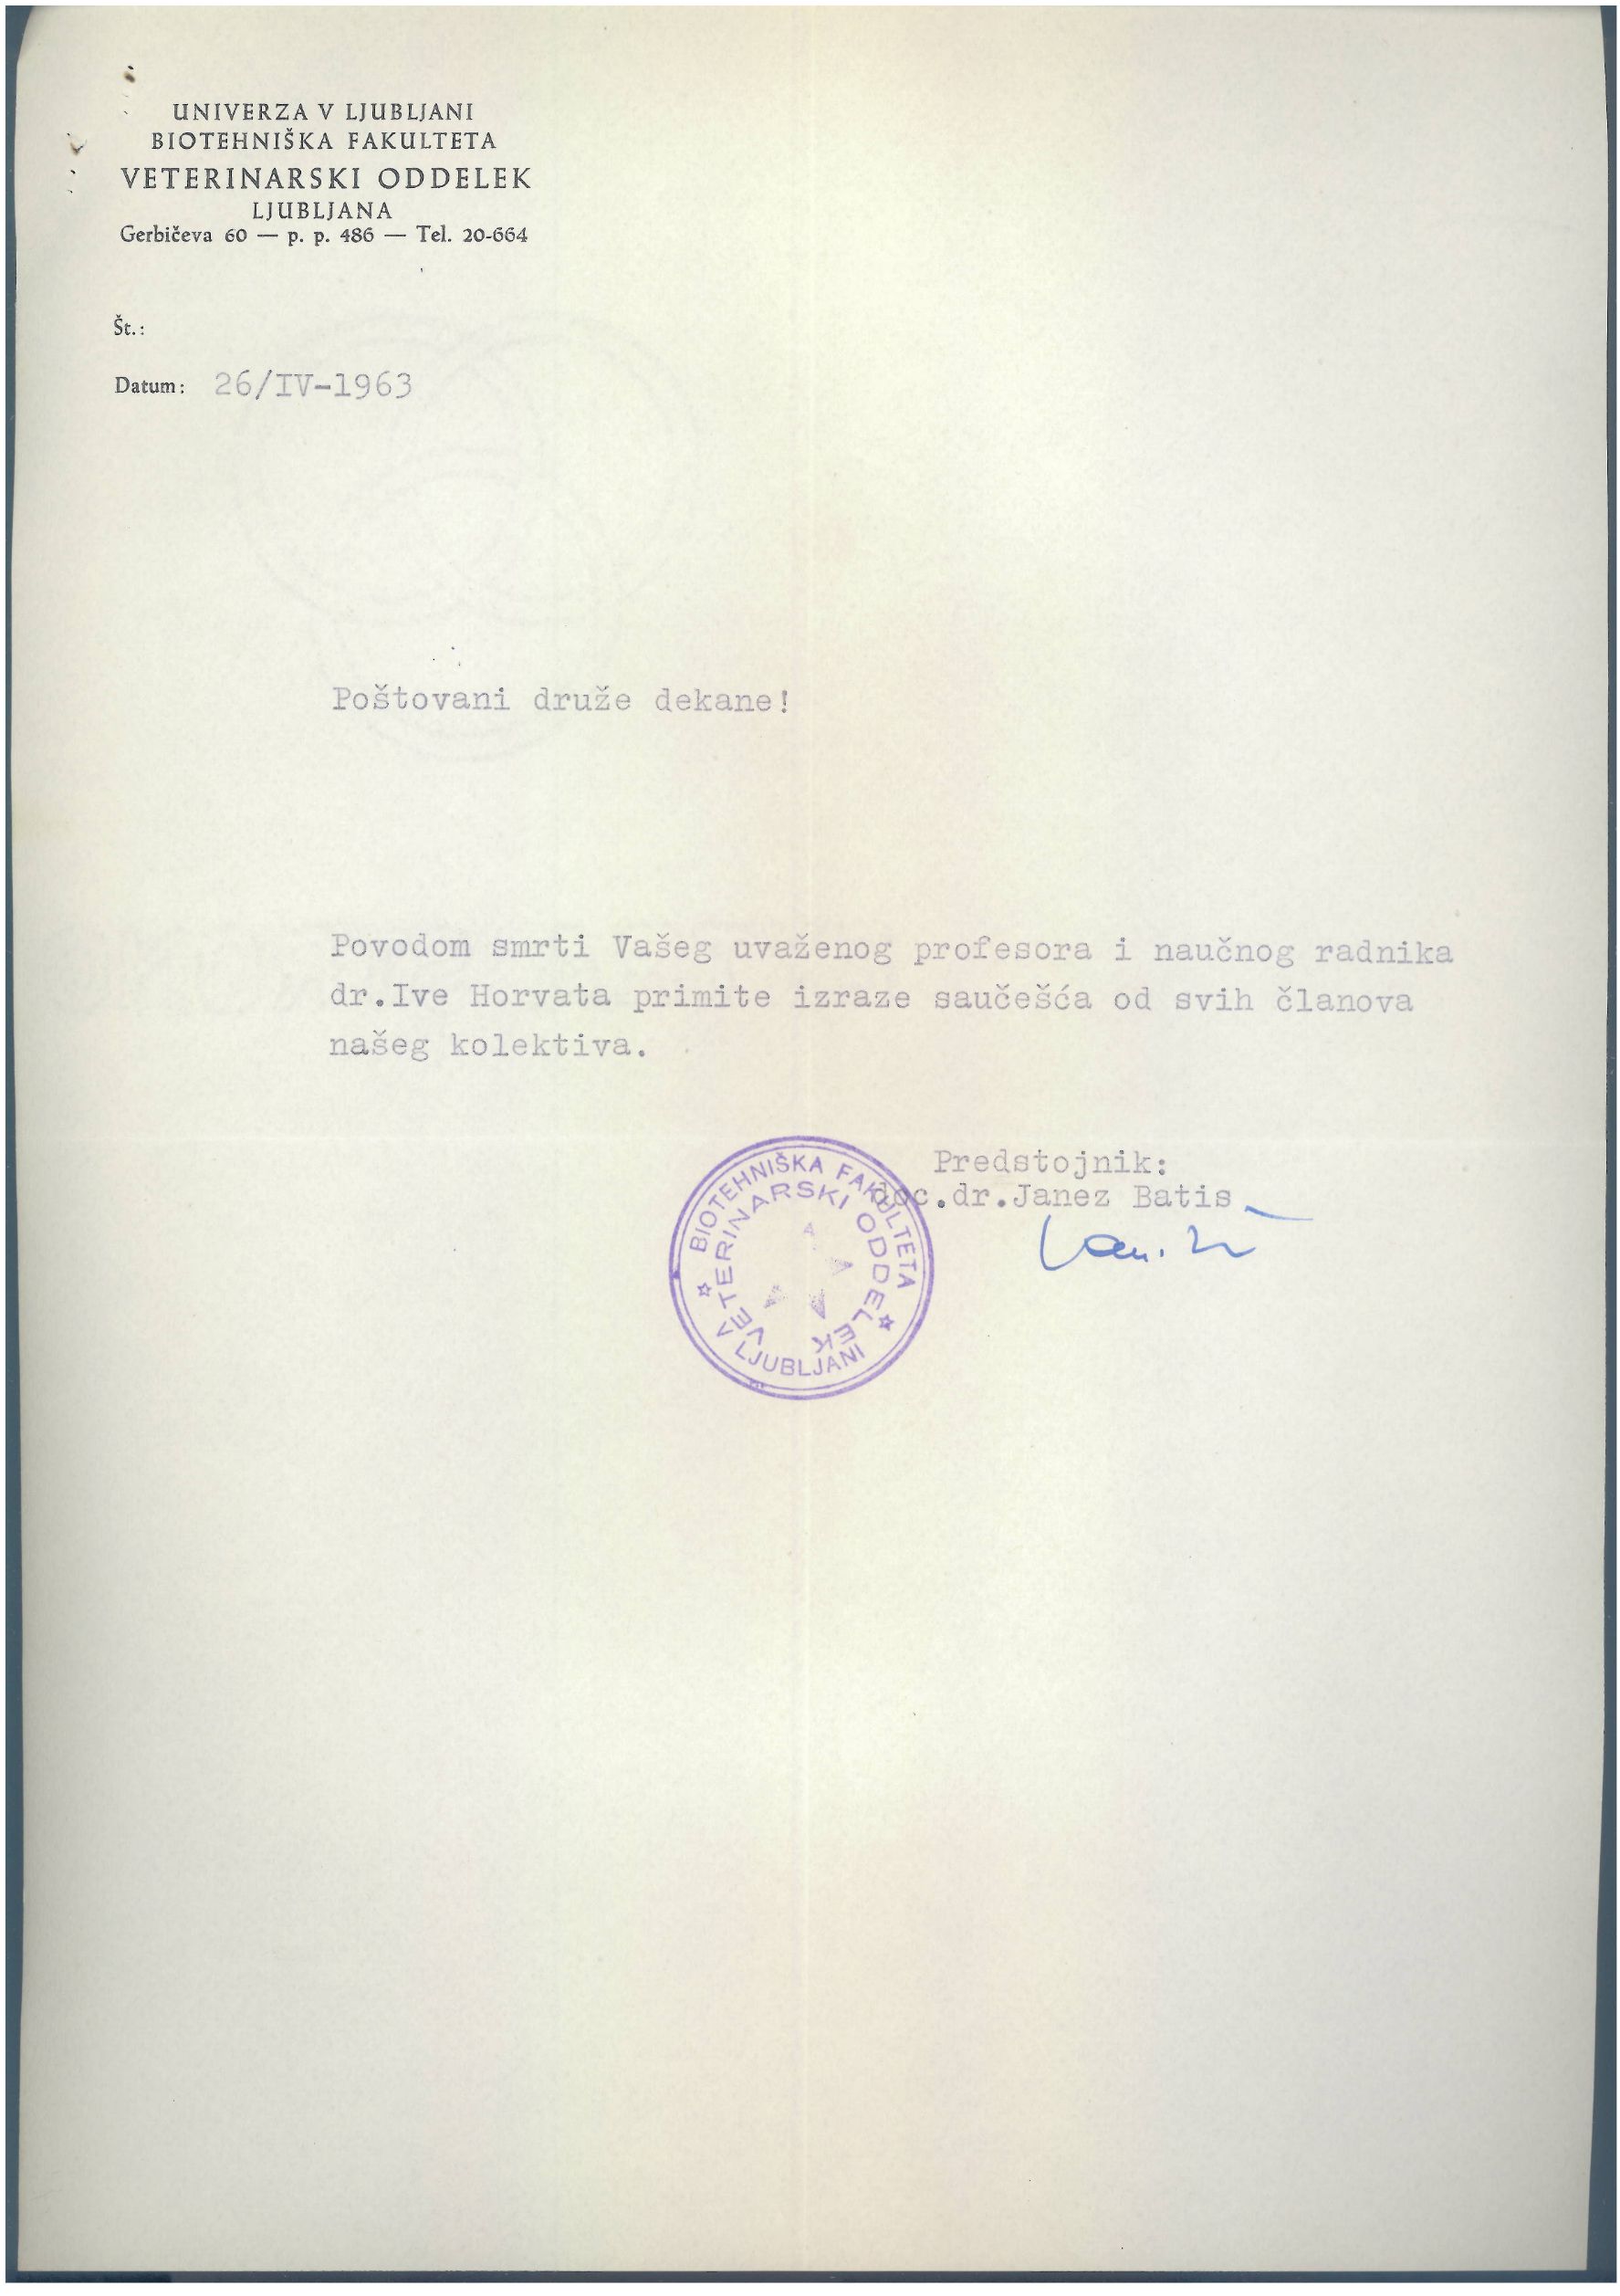 UNIVERZA V LJUBLJANI
BIOTEHNIŠKA FAKULTETA
VETERINARSKI ODDELEK
LJUBLJANA
Gerbičeva 60 — p. p. 486 — Tel. 20-664
Št.:
Datum: 26/IV-1963
Poštovani druže dekane!
Povodom smrti Vašeg uvaženog profesora i naučnog radnika
dr.Ive Horvata primite izraze saučešća od svih članova
našeg kolektiva.
Predstojnik:
doc.dr.Janez Batis
BIOTEHNIŠKA FAKULTETA
V LJUBLJANI
VETERINARSKI ODDELEK